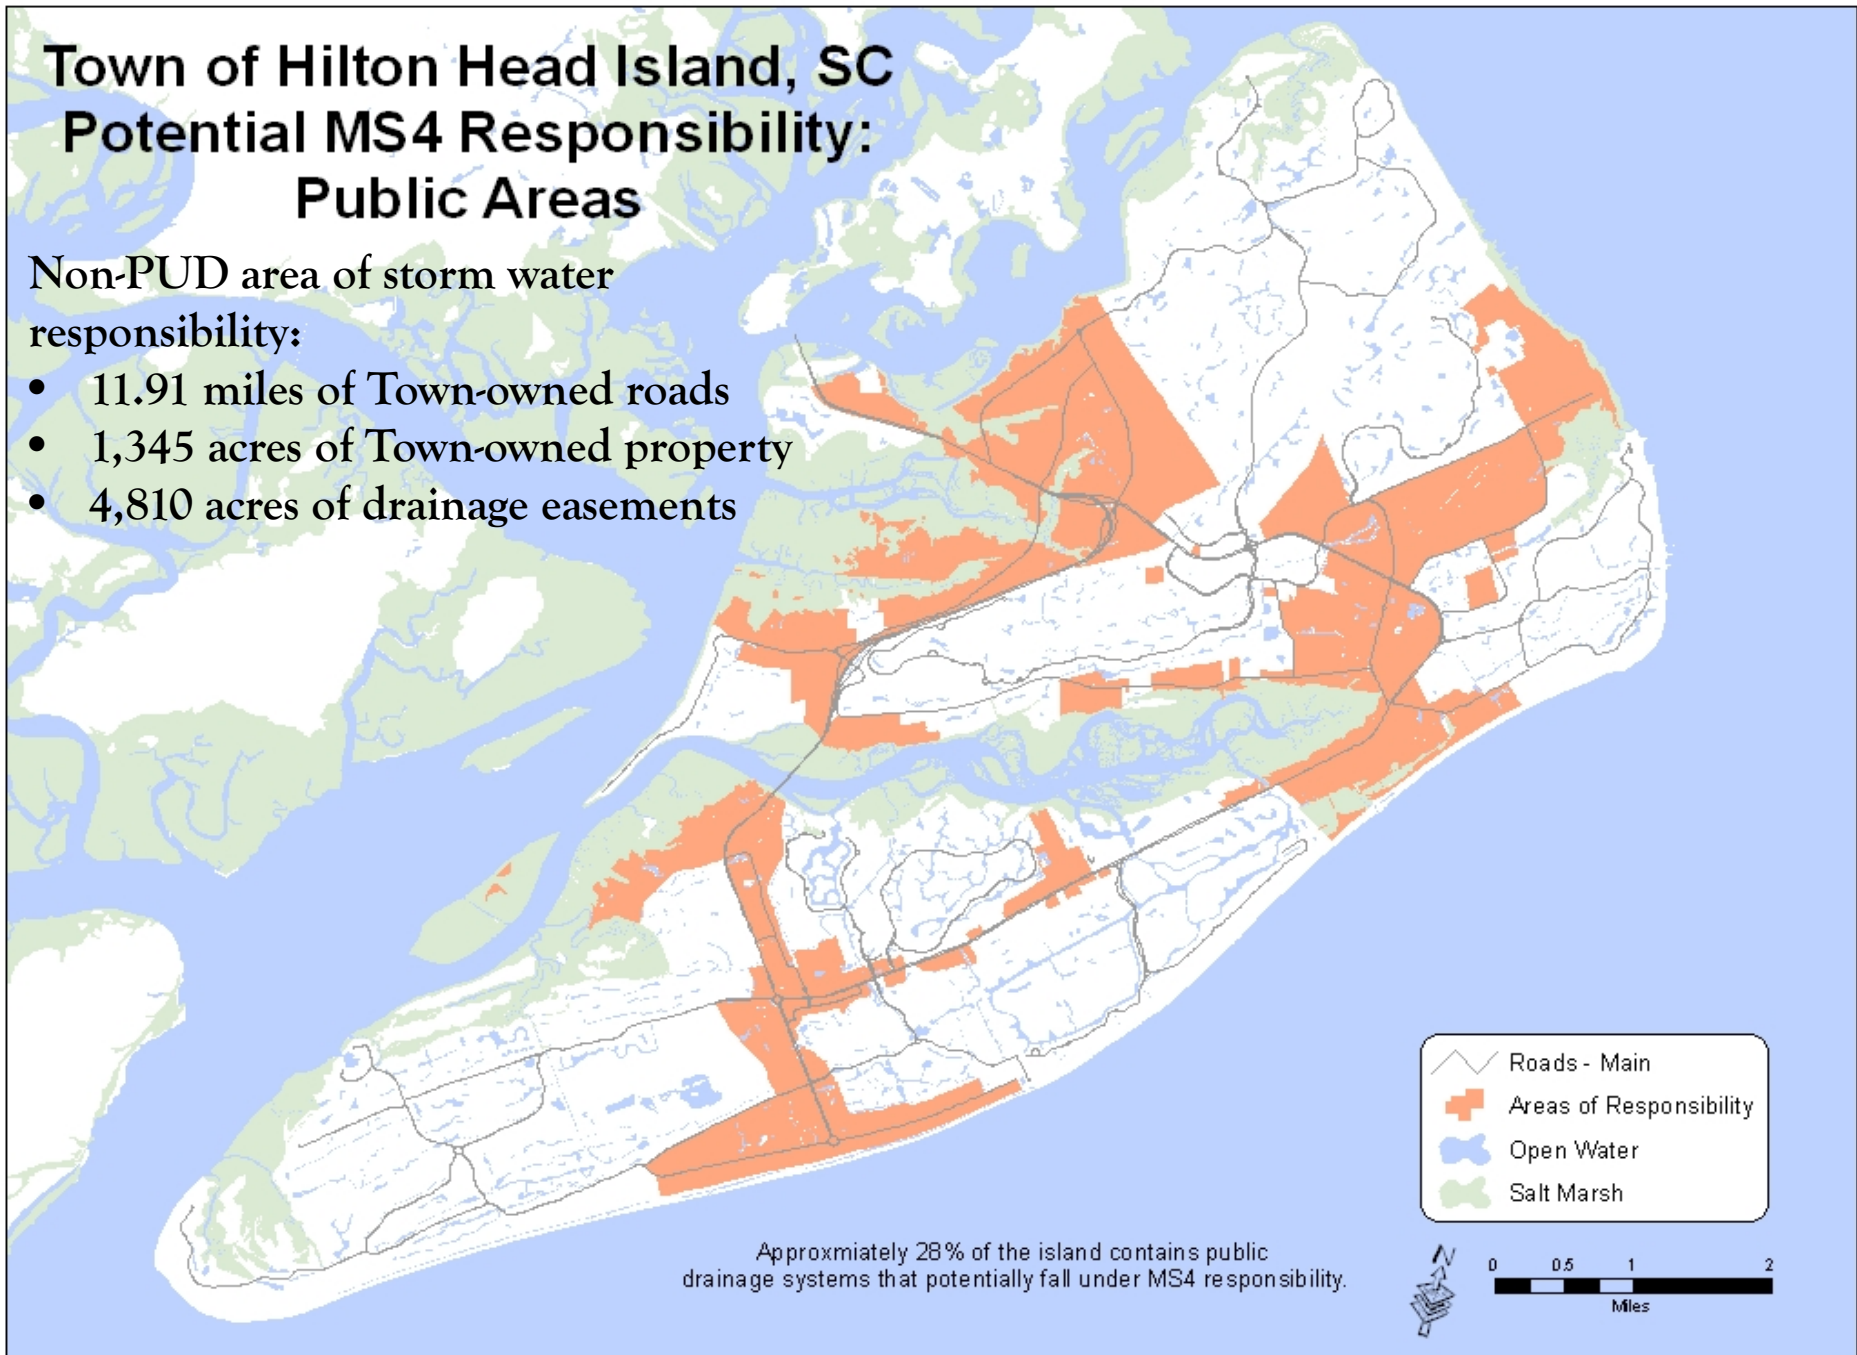 Town of Hilton Head Island, SC
Potential MS4 Responsibility:
Public Areas
Non-PUD area of storm water
responsibility:
• 11.91 miles of Town-owned roads
• 1,345 acres of Town-owned property
• 4,810 acres of drainage easements
Roads - Main
Areas of Responsibility
Open Water
Salt Marsh
Approxmiately 28% of the island contains public
drainage systems that potentially fall under MS4 responsibility.
N
0 0.5 1 2
Miles